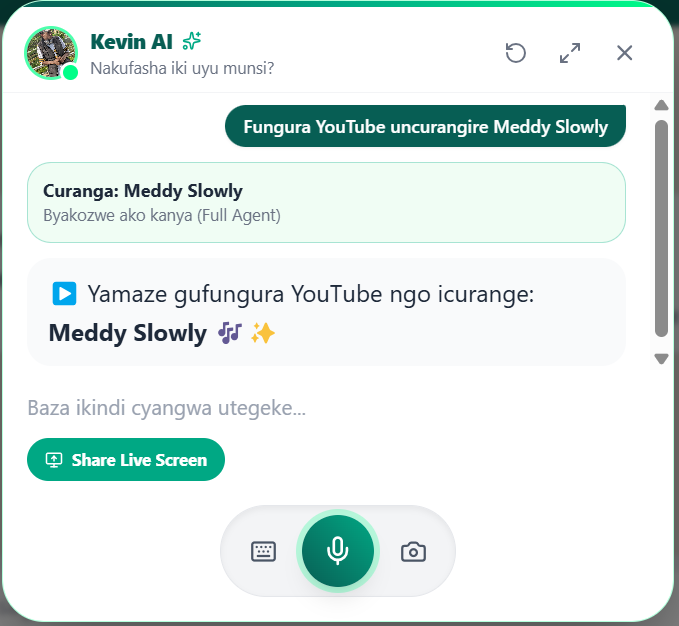 Kevin AI
Nakufasha iki uyu munsi?
Fungura YouTube uncurangire Meddy Slowly
Curanga: Meddy Slowly
Byakozwe ako kanya (Full Agent)
Yamaze gufungura YouTube ngo icurange:
Meddy Slowly
Baza ikindi cyangwa utegeke...
Share Live Screen